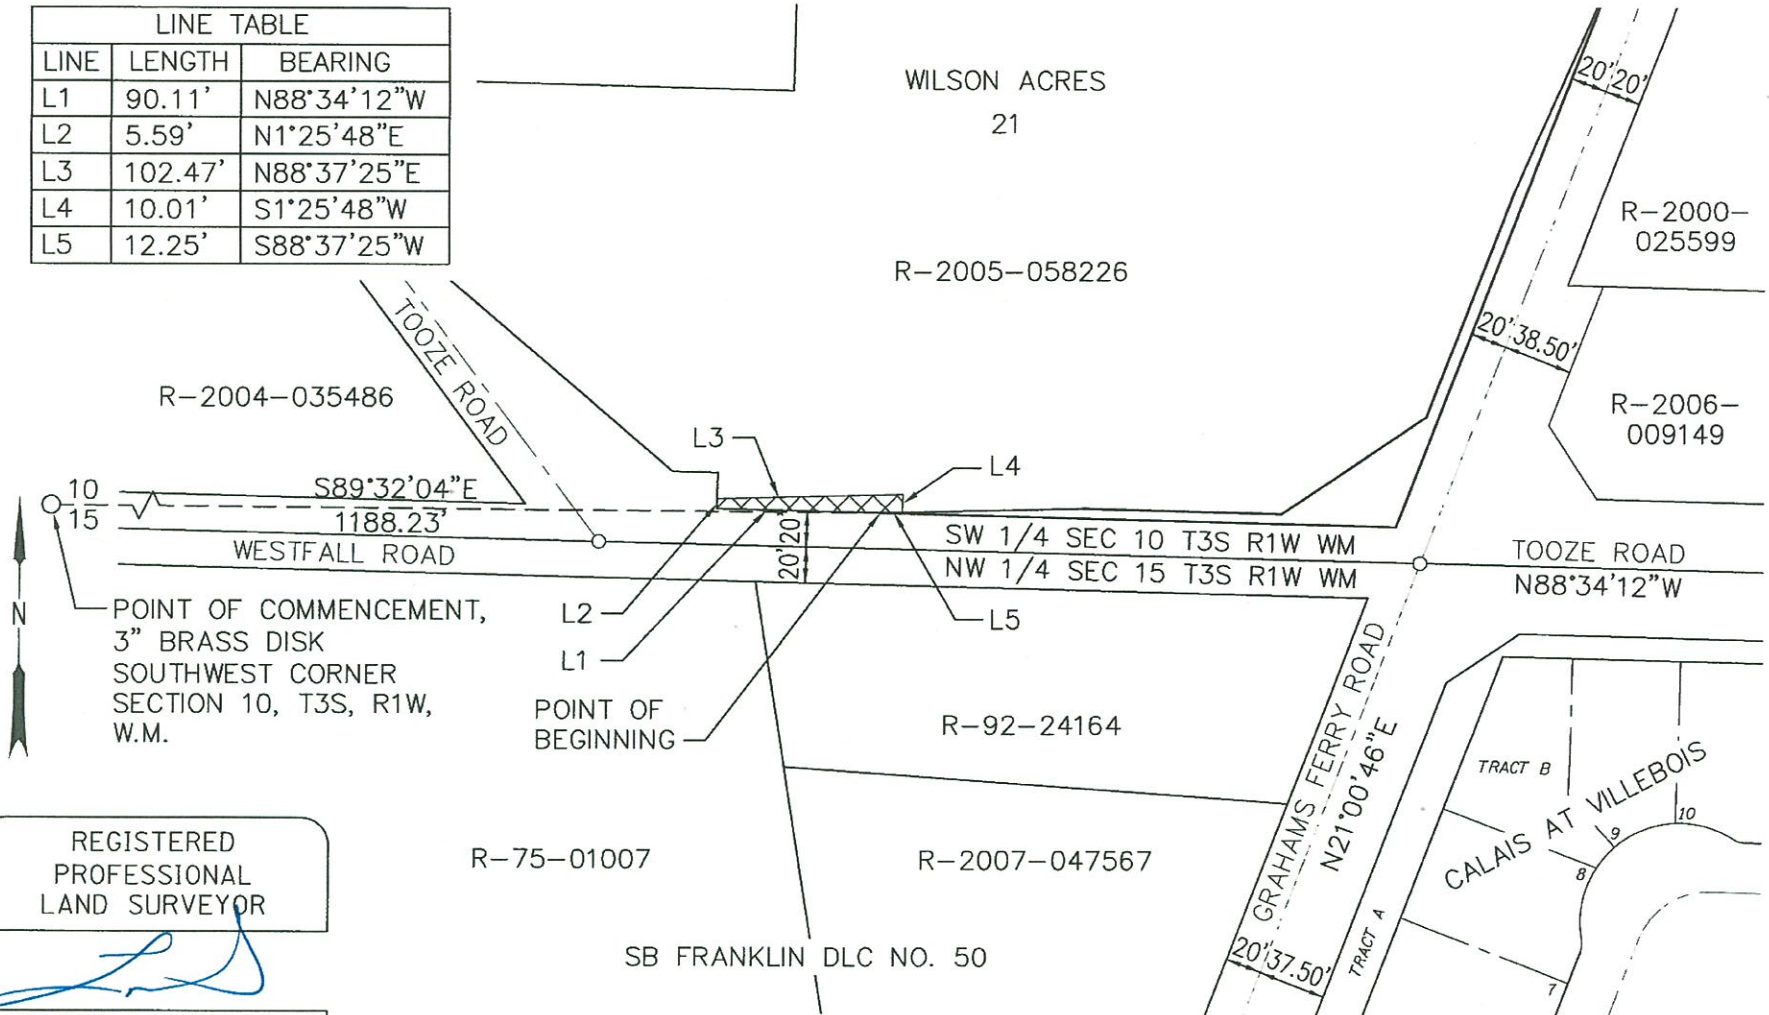 LINE TABLE
LINE LENGTH BEARING
L1 90.11' N88°34'12"W
L2 5.59' N1°25'48"E
L3 102.47' N88°37'25"E
L4 10.01' S1°25'48"W
L5 12.25' S88°37'25"W
WILSON ACRES
21
20' 20'
R-2000-
025599
R-2005-058226
TOOZE ROAD
20' 38.50'
R-2004-035486
R-2006-
009149
L3
L4
10
15
S89°32'04"E
1188.23'
WESTFALL ROAD
20' 20'
SW 1/4 SEC 10 T3S R1W WM
NW 1/4 SEC 15 T3S R1W WM
TOOZE ROAD
N88°34'12"W
N
POINT OF COMMENCEMENT,
3" BRASS DISK
SOUTHWEST CORNER
SECTION 10, T3S, R1W,
W.M.
L2
L1
L5
POINT OF
BEGINNING
R-92-24164
GRAHAMS FERRY ROAD
N21°00'46"E
TRACT B
CALAIS AT VILLEBOIS
10
9
8
7
TRACT A
REGISTERED
PROFESSIONAL
LAND SURVEYOR
R-75-01007
R-2007-047567
SB FRANKLIN DLC NO. 50
20' 37.50'